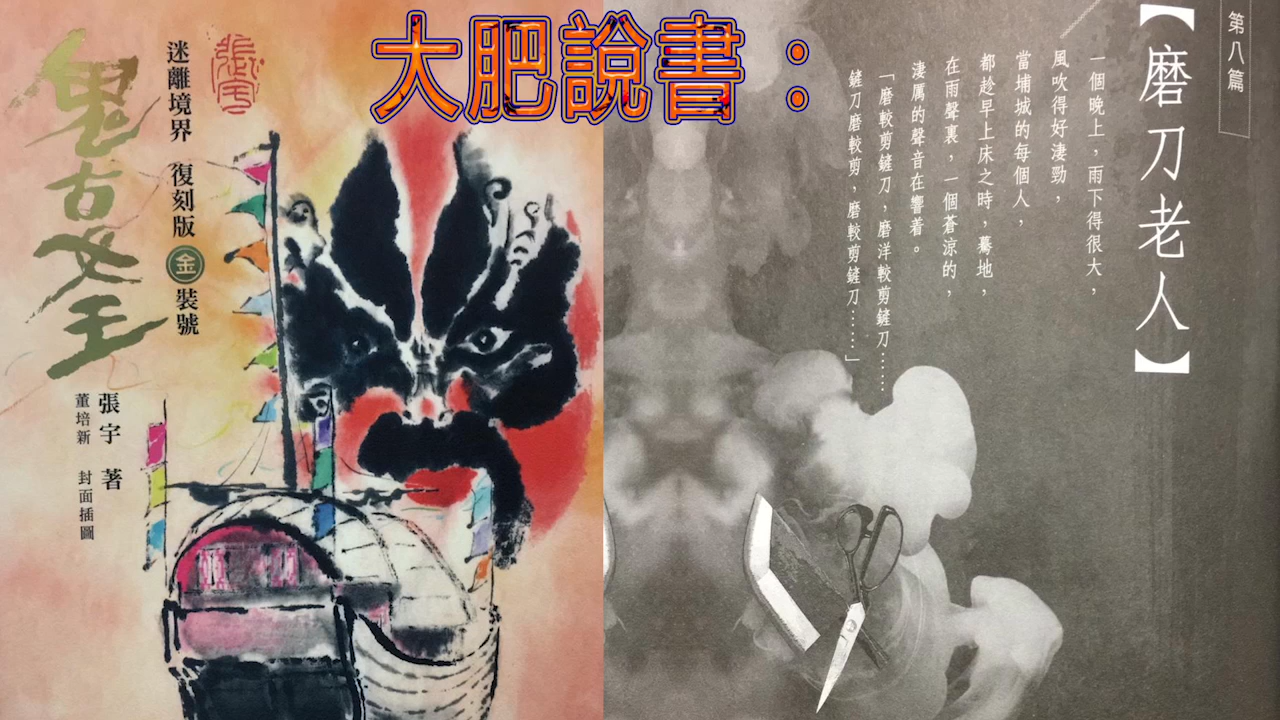 大肥說書：
鬼古女王
迷離境界 復刻版 金裝號
張宇 著
董培新 封面插圖
第八篇
【磨刀老人】
一個晚上，雨下得很大，
風吹得好淒勁，
當埔城的每個人，
都趁早上床之時，驀地，
在雨聲裏，一個蒼涼的，
淒厲的聲音在響着。
「磨較剪鏟刀，磨洋較剪鏟刀……
鏟刀磨較剪，磨較剪鏟刀……」